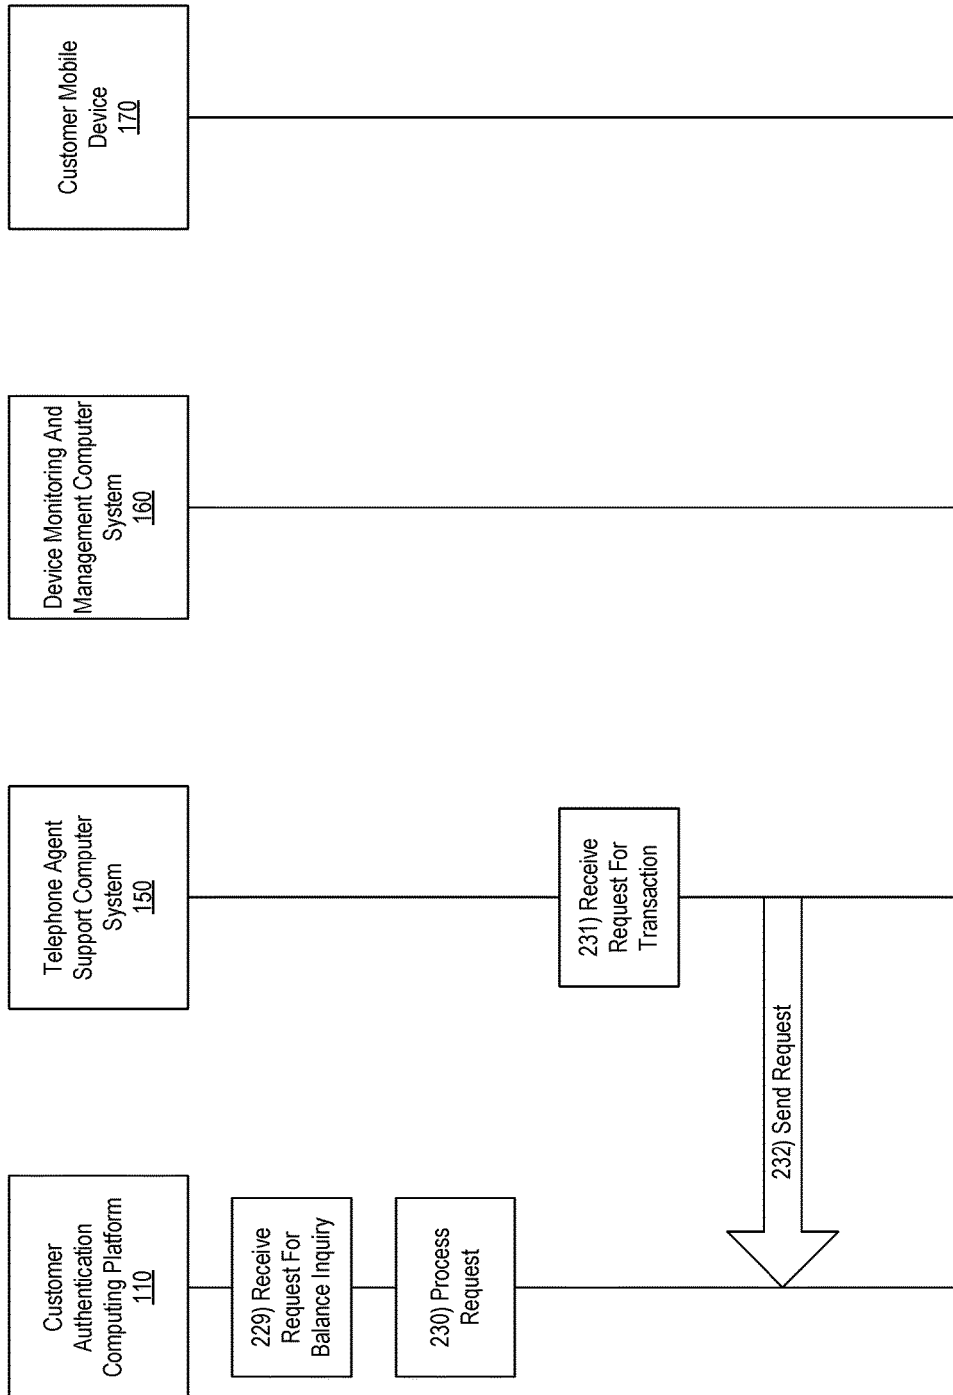 Customer
Authentication
Computing Platform
110
Telephone Agent
Support Computer
System
150
Device Monitoring And
Management Computer
System
160
Customer Mobile
Device
170
229) Receive
Request For
Balance Inquiry
230) Process
Request
231) Receive
Request For
Transaction
232) Send Request